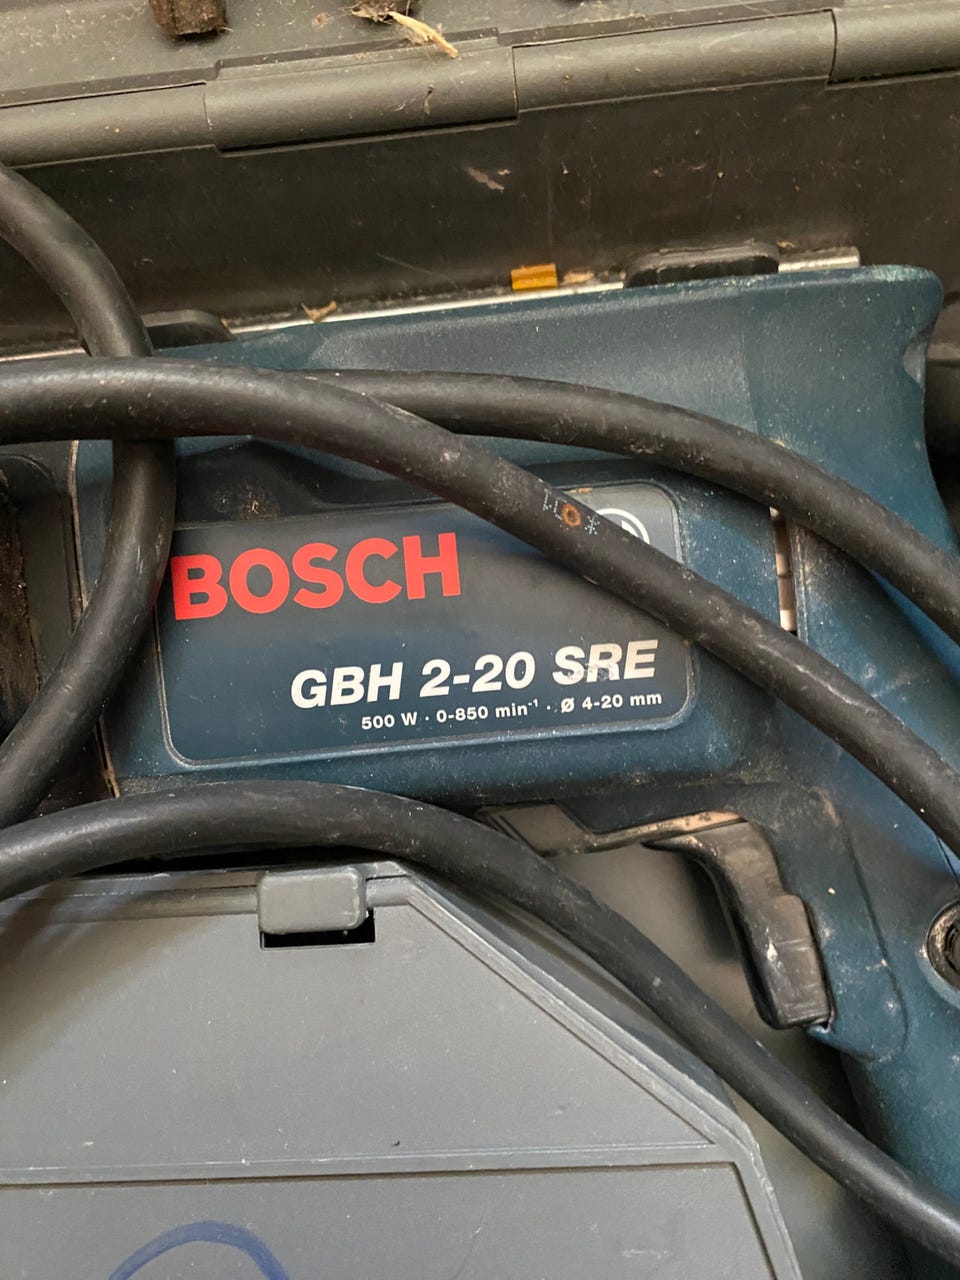 BOSCH
GBH 2-20 SRE
500 W · 0-850 min⁻¹ · Ø 4-20 mm